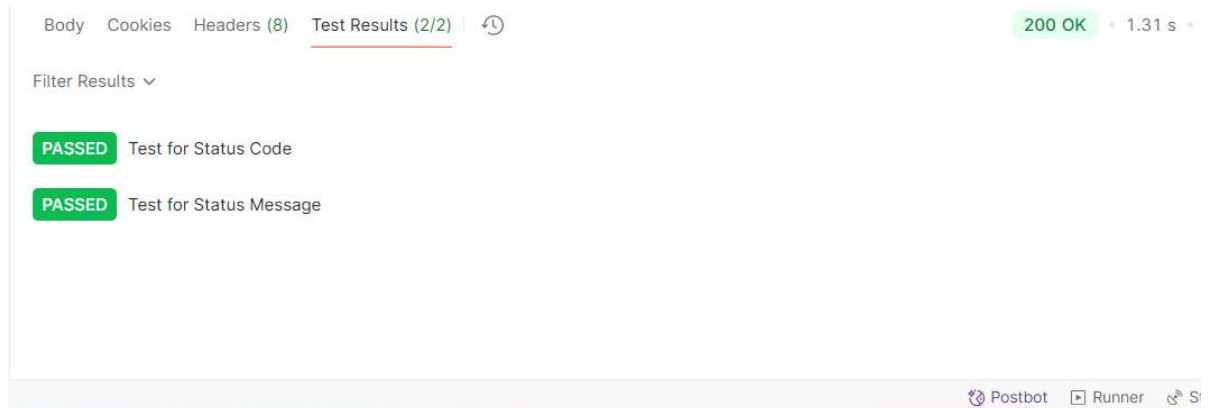 Body Cookies Headers (8) Test Results (2/2) 200 OK • 1.31 s •
Filter Results
PASSED Test for Status Code
PASSED Test for Status Message
Postbot Runner